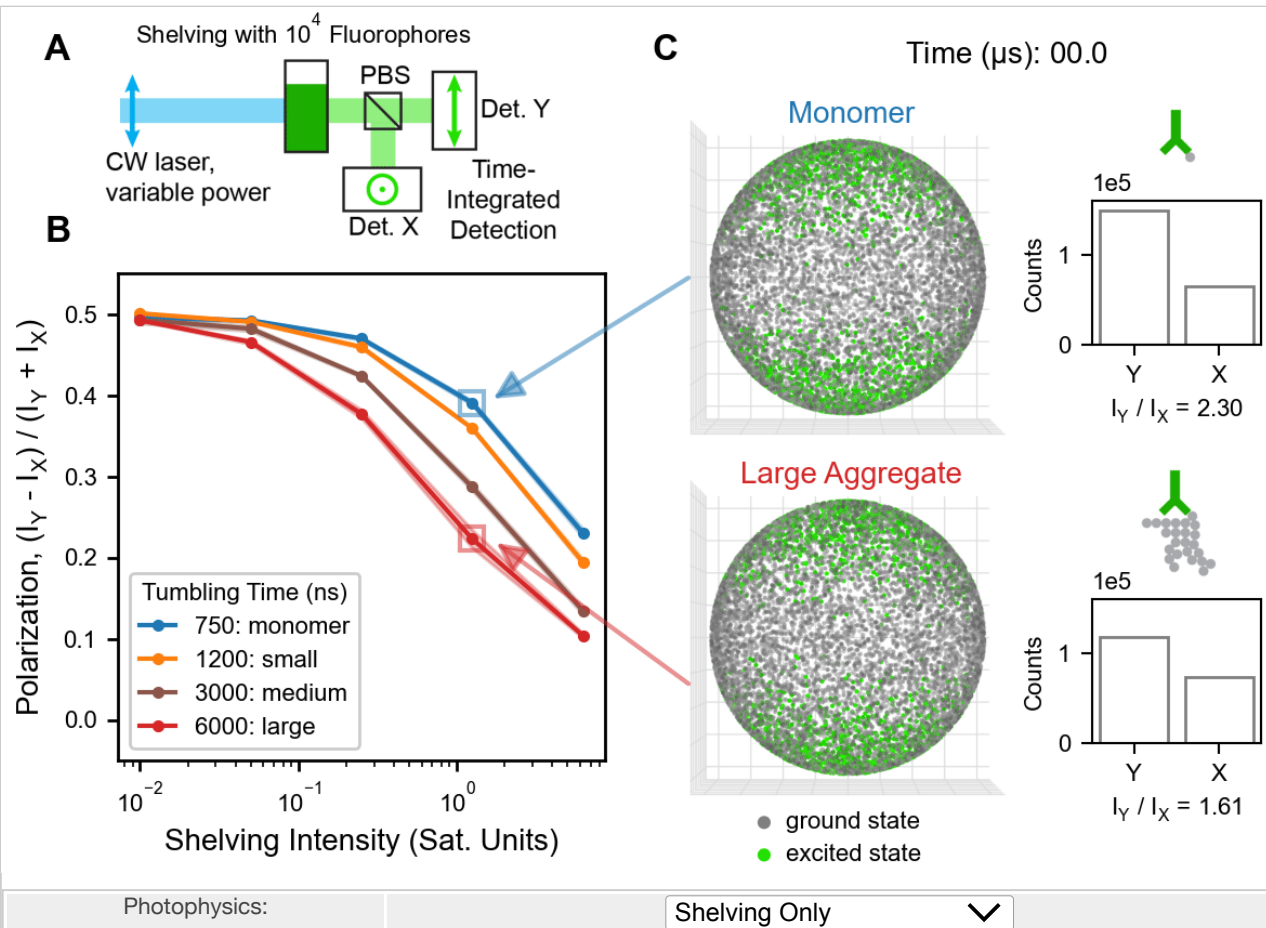 A
Shelving with 10^4 Fluorophores
PBS
Det. Y
CW laser,
variable power
Time-
Integrated
Detection
Det. X
B
Polarization, (I_Y - I_X) / (I_Y + I_X)
0.5
0.4
0.3
0.2
0.1
0.0
Tumbling Time (ns)
750: monomer
1200: small
3000: medium
6000: large
10^-2
10^-1
10^0
Shelving Intensity (Sat. Units)
C
Time (µs): 00.0
Monomer
1e5
Counts
1
0
Y
X
I_Y / I_X = 2.30
Large Aggregate
1e5
Counts
1
0
Y
X
I_Y / I_X = 1.61
ground state
excited state
Photophysics:
Shelving Only